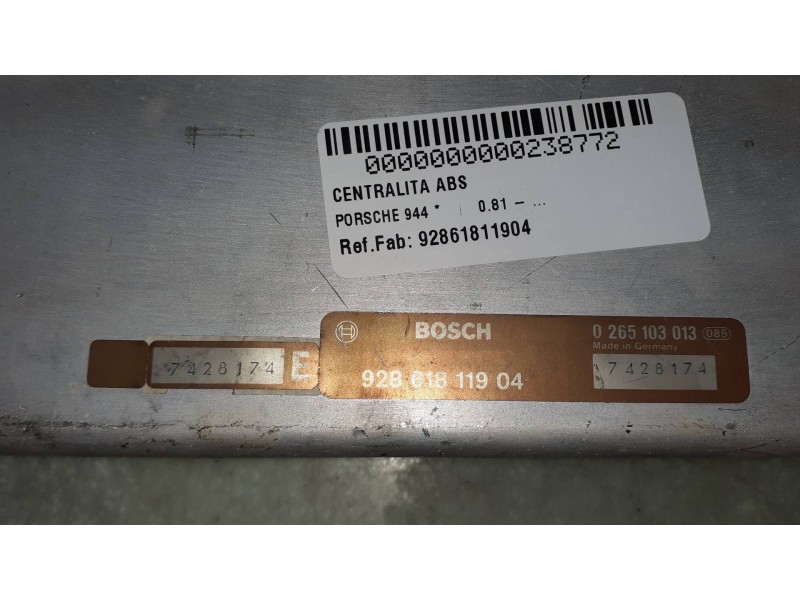 0000000000238772
CENTRALITA ABS
PORSCHE 944 * | 0.81 - ...
Ref.Fab: 92861811904
BOSCH
0 265 103 013 085
Made in Germany
7428174 E
928 618 119 04
7428174